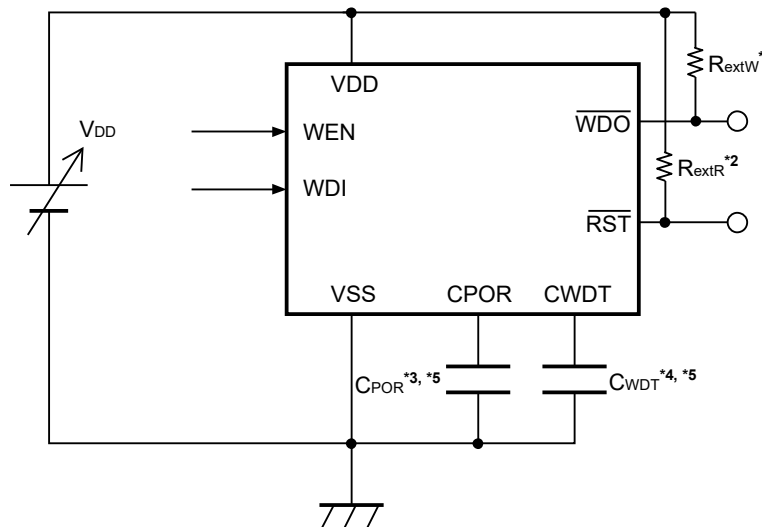 RextW*
VDD
WDO
VDD
WEN
RextR*2
WDI
RST
VSS
CPOR
CWDT
CPOR*3, *5
CWDT*4, *5